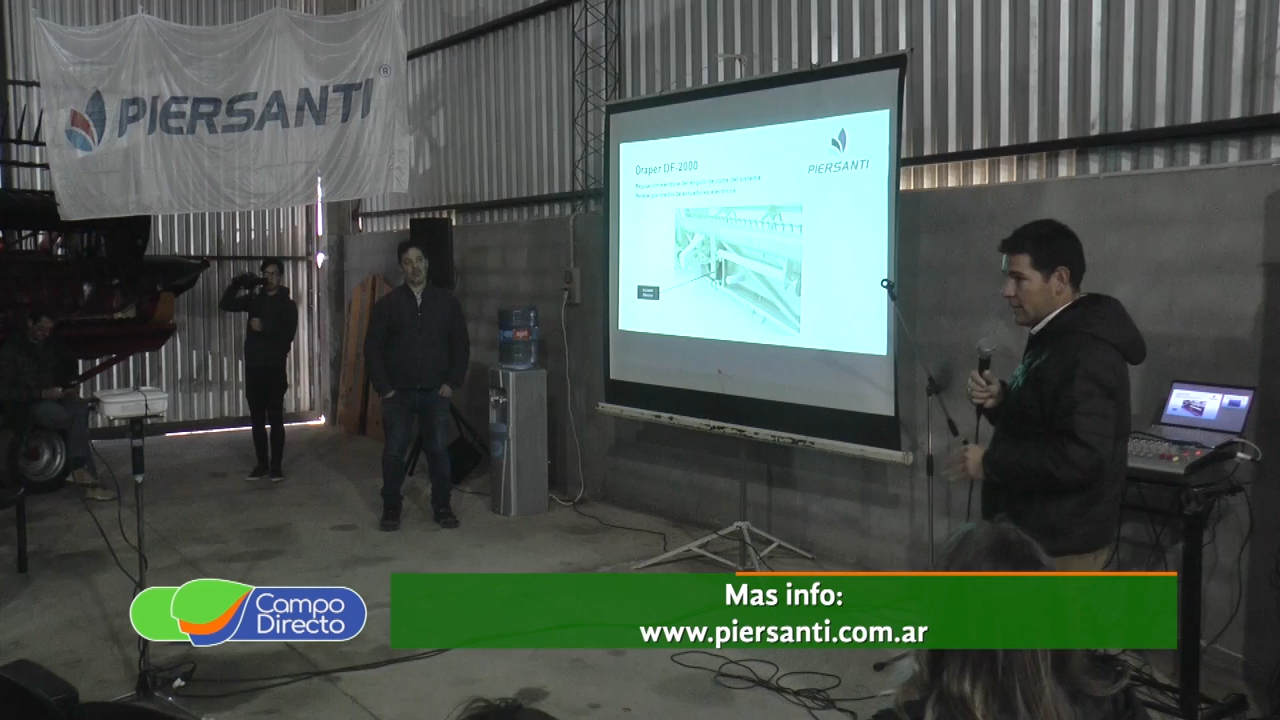 PIERSANTI ®
Draper DF-2000
PIERSANTI
Campo
Directo
Mas info:
www.piersanti.com.ar